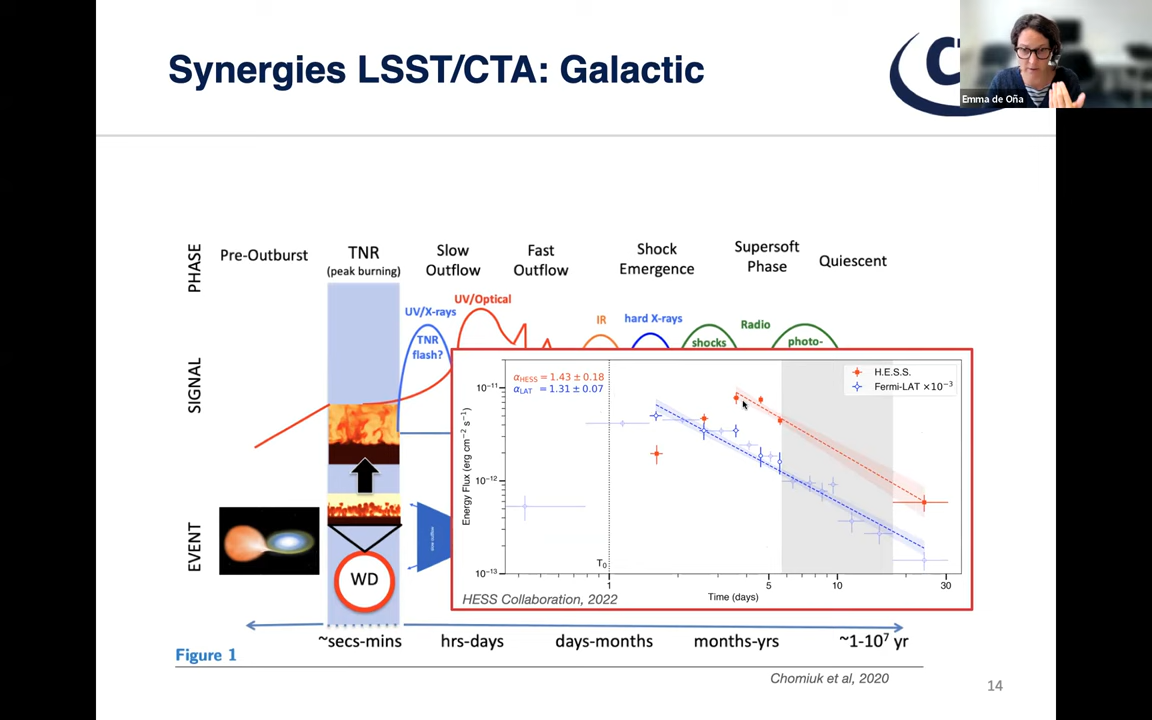 Synergies LSST/CTA: Galactic
C
Emma de Oña
PHASE
Pre-Outburst
TNR
(peak burning)
Slow
Outflow
Fast
Outflow
Shock
Emergence
Supersoft
Phase
Quiescent
SIGNAL
UV/X-rays
TNR
flash?
UV/Optical
IR
hard X-rays
shocks
Radio
photo-
EVENT
WD
slow outflow
α_HESS = 1.43 ± 0.18
α_LAT = 1.31 ± 0.07
H.E.S.S.
Fermi-LAT ×10⁻³
Energy Flux (erg cm⁻² s⁻¹)
10⁻¹¹
10⁻¹²
10⁻¹³
T₀
1
5
10
30
Time (days)
HESS Collaboration, 2022
~secs-mins
hrs-days
days-months
months-yrs
~1-10⁷ yr
Figure 1
Chomiuk et al, 2020
14